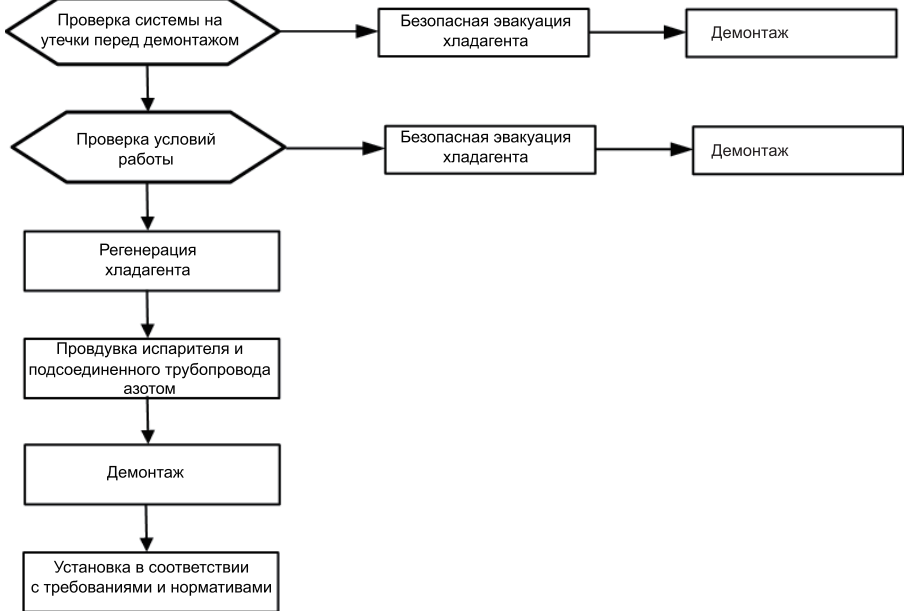 Проверка системы на
утечки перед демонтажом
Безопасная эвакуация
хладагента
Демонтаж
Проверка условий
работы
Безопасная эвакуация
хладагента
Демонтаж
Регенерация
хладагента
Провдувка испарителя и
подсоединенного трубопровода
азотом
Демонтаж
Установка в соответствии
с требованиями и нормативами